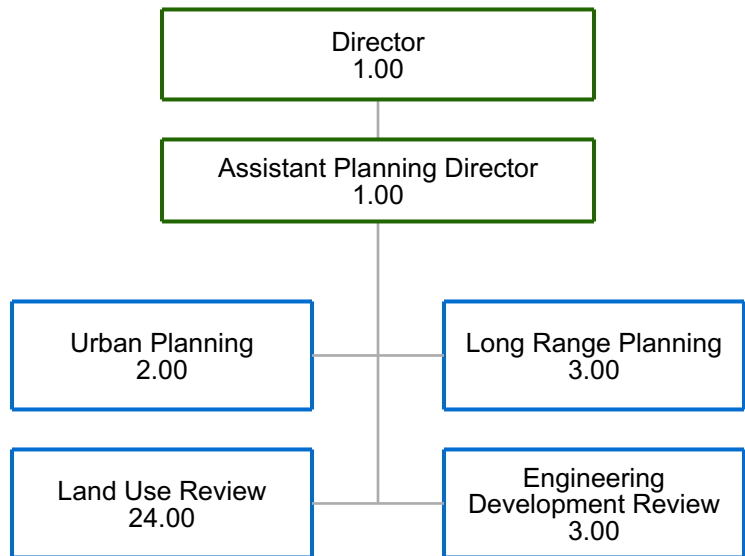 Director
1.00
Assistant Planning Director
1.00
Urban Planning
2.00
Long Range Planning
3.00
Land Use Review
24.00
Engineering
Development Review
3.00